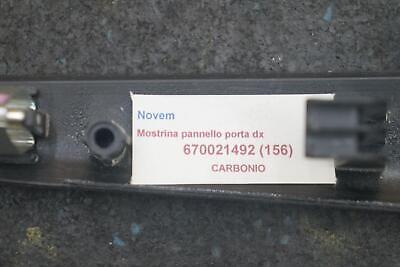 Novem
Mostrina pannello porta dx
670021492 (156)
CARBONIO